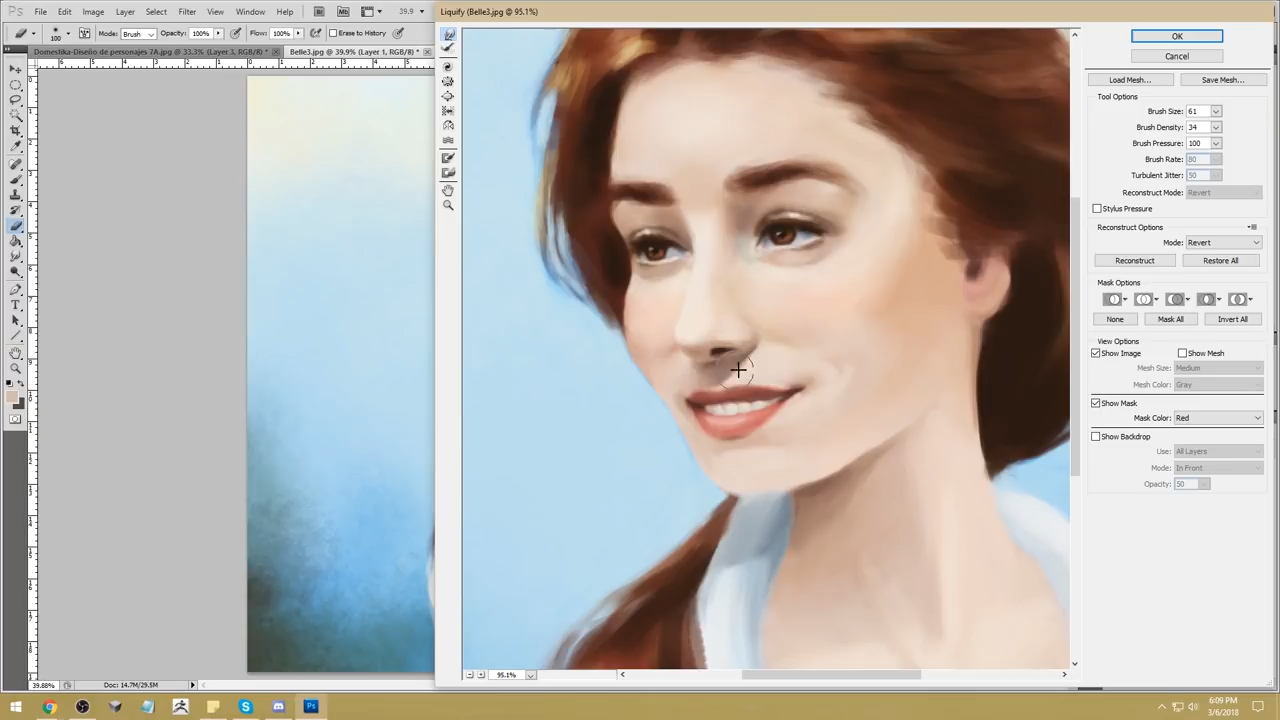 Ps File Edit Image Layer Select Filter View Window Help Br Mb 39.9
Liquify (Belle3.jpg @ 95.1%)
100 Mode: Brush Opacity: 100% Flow: 100% Erase to History
Domestika-Diseño de personajes 7A.jpg @ 33.3% (Layer 3, RGB/8) * Belle3.jpg @ 39.9% (Layer 1, RGB/8) *
OK
Cancel
Load Mesh... Save Mesh...
Tool Options
Brush Size: 61
Brush Density: 34
Brush Pressure: 100
Brush Rate: 80
Turbulent Jitter: 50
Reconstruct Mode: Revert
Stylus Pressure
Reconstruct Options
Mode: Revert
Reconstruct Restore All
Mask Options
None Mask All Invert All
View Options
Show Image Show Mesh
Mesh Size: Medium
Mesh Color: Gray
Show Mask
Mask Color: Red
Show Backdrop
Use: All Layers
Mode: In Front
Opacity: 50
95.1%
39.88% Doc: 14.7M/29.5M
6:09 PM
3/6/2018